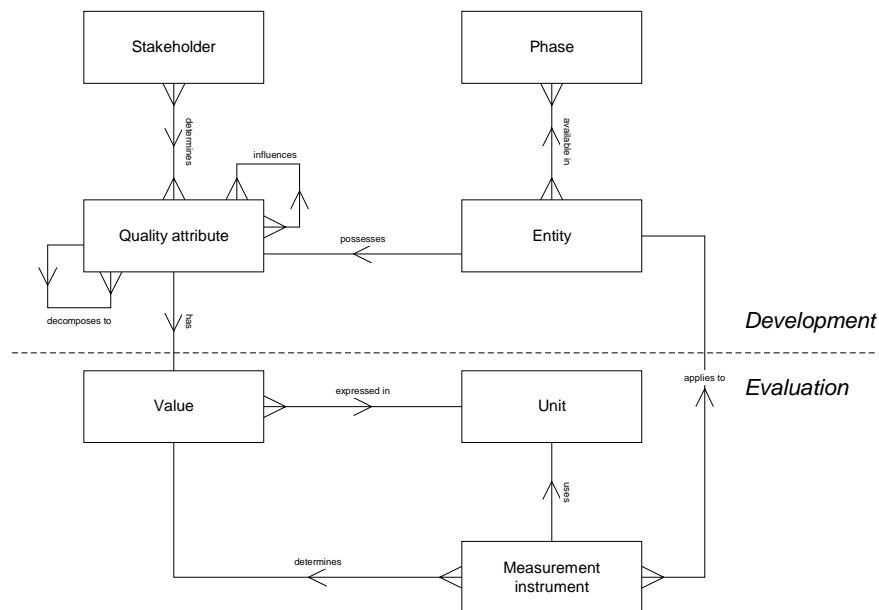 Stakeholder
Phase
determines
available in
influences
Quality attribute
possesses
Entity
decomposes to
has
Development
Value
expressed in
Unit
applies to
Evaluation
uses
determines
Measurement
instrument